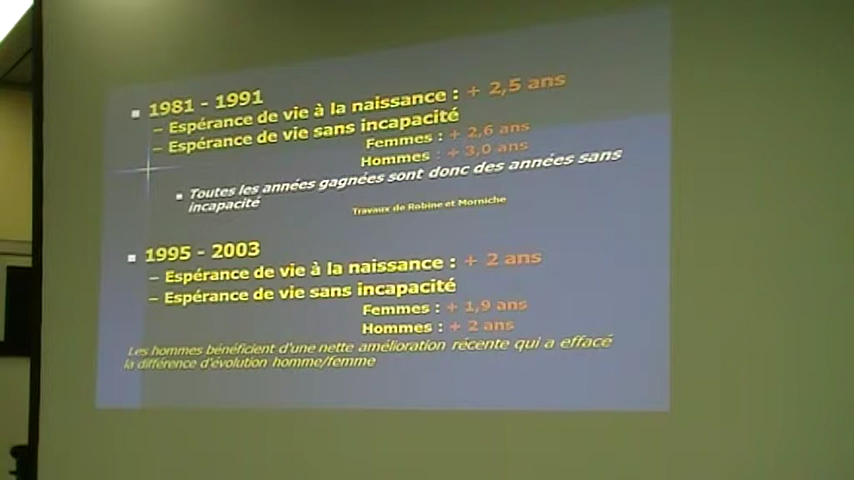 1981 - 1991
– Espérance de vie à la naissance : + 2,5 ans
– Espérance de vie sans incapacité
Femmes : + 2,6 ans
Hommes : + 3,0 ans
Toutes les années gagnées sont donc des années sans
incapacité
Travaux de Robine et Morniche
1995 - 2003
– Espérance de vie à la naissance : + 2 ans
– Espérance de vie sans incapacité
Femmes : + 1,9 ans
Hommes : + 2 ans
Les hommes bénéficient d'une nette amélioration récente qui a effacé
la différence d'évolution homme/femme